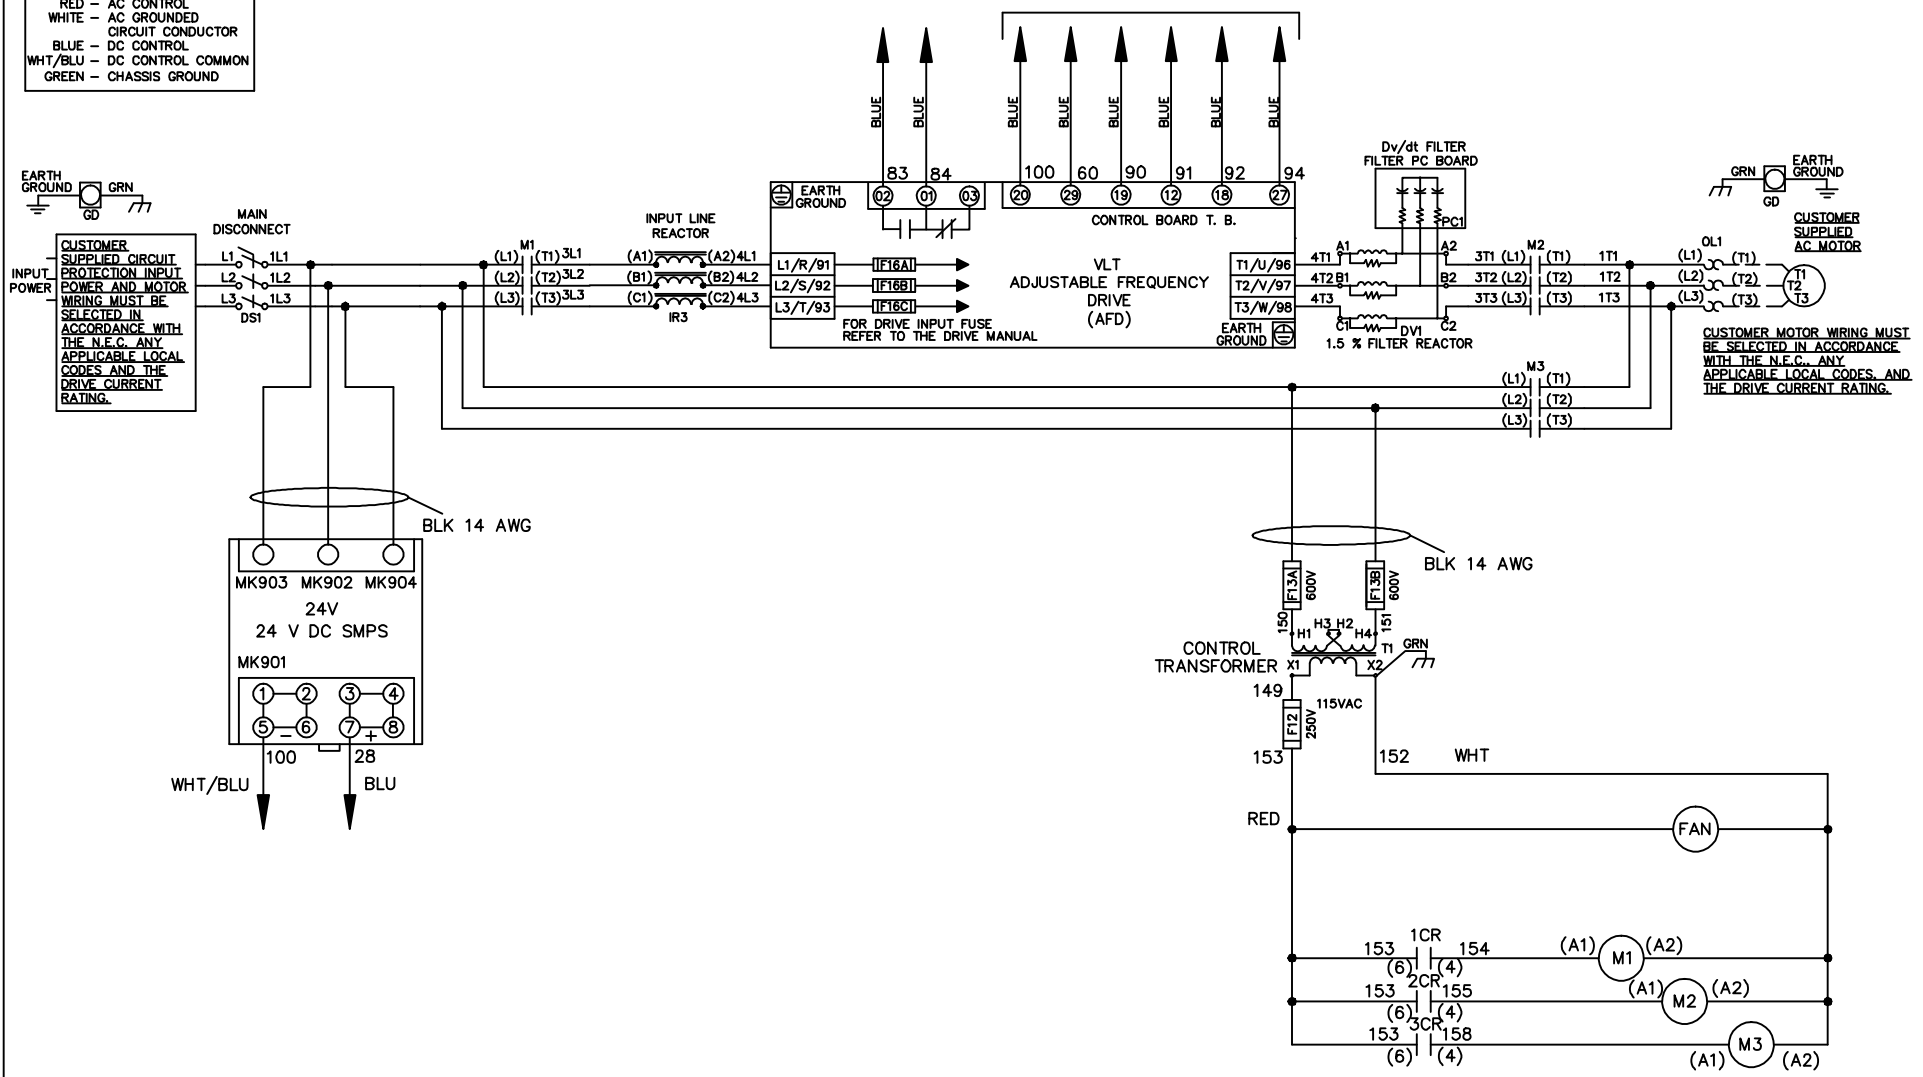 RED - AC CONTROL
WHITE - AC GROUNDED
CIRCUIT CONDUCTOR
BLUE - DC CONTROL
WHT/BLU - DC CONTROL COMMON
GREEN - CHASSIS GROUND
BLUE
BLUE
BLUE
BLUE
BLUE
BLUE
BLUE
BLUE
EARTH
GROUND
GRN
GD
MAIN
DISCONNECT
CUSTOMER
SUPPLIED CIRCUIT
PROTECTION INPUT
POWER AND MOTOR
WIRING MUST BE
SELECTED IN
ACCORDANCE WITH
THE N.E.C. ANY
APPLICABLE LOCAL
CODES AND THE
DRIVE CURRENT
RATING.
INPUT
POWER
L1 1L1
L2 1L2
L3 1L3
DS1
M1
(L1) (T1) 3L1
(L2) (T2) 3L2
(L3) (T3) 3L3
INPUT LINE
REACTOR
(A1) (A2) 4L1
(B1) (B2) 4L2
(C1) (C2) 4L3
IR3
83 84 100 60 90 91 92 94
EARTH
GROUND
02 01 03 20 29 19 12 18 27
CONTROL BOARD T. B.
L1/R/91 F16A
L2/S/92 F16B
L3/T/93 F16C
FOR DRIVE INPUT FUSE
REFER TO THE DRIVE MANUAL
VLT
ADJUSTABLE FREQUENCY
DRIVE
(AFD)
T1/U/96
T2/V/97
T3/W/98
EARTH
GROUND
Dv/dt FILTER
FILTER PC BOARD
PC1
4T1 A1 A2
4T2 B1 B2
4T3 C1 C2
DV1
1.5 % FILTER REACTOR
M2
3T1 (L1) (T1) 1T1
3T2 (L2) (T2) 1T2
3T3 (L3) (T3) 1T3
OL1
(L1) (T1)
(L2) (T2)
(L3) (T3)
T1
T2
T3
GRN
GD
EARTH
GROUND
CUSTOMER
SUPPLIED
AC MOTOR
CUSTOMER MOTOR WIRING MUST
BE SELECTED IN ACCORDANCE
WITH THE N.E.C., ANY
APPLICABLE LOCAL CODES, AND
THE DRIVE CURRENT RATING.
M3
(L1) (T1)
(L2) (T2)
(L3) (T3)
BLK 14 AWG
MK903 MK902 MK904
24V
24 V DC SMPS
MK901
1 2 3 4
5 - 6 7 + 8
100 28
WHT/BLU BLU
BLK 14 AWG
F13A
600V
F13B
600V
150
151
H1 H3 H2 H4
T1
GRN
CONTROL
TRANSFORMER
X1 X2
149
115VAC
F12
250V
153
152 WHT
RED
FAN
1CR
153 154 (A1) M1 (A2)
(6) (4)
2CR
153 155 (A1) M2 (A2)
(6) (4)
3CR
153 158 M3
(6) (4) (A1) (A2)